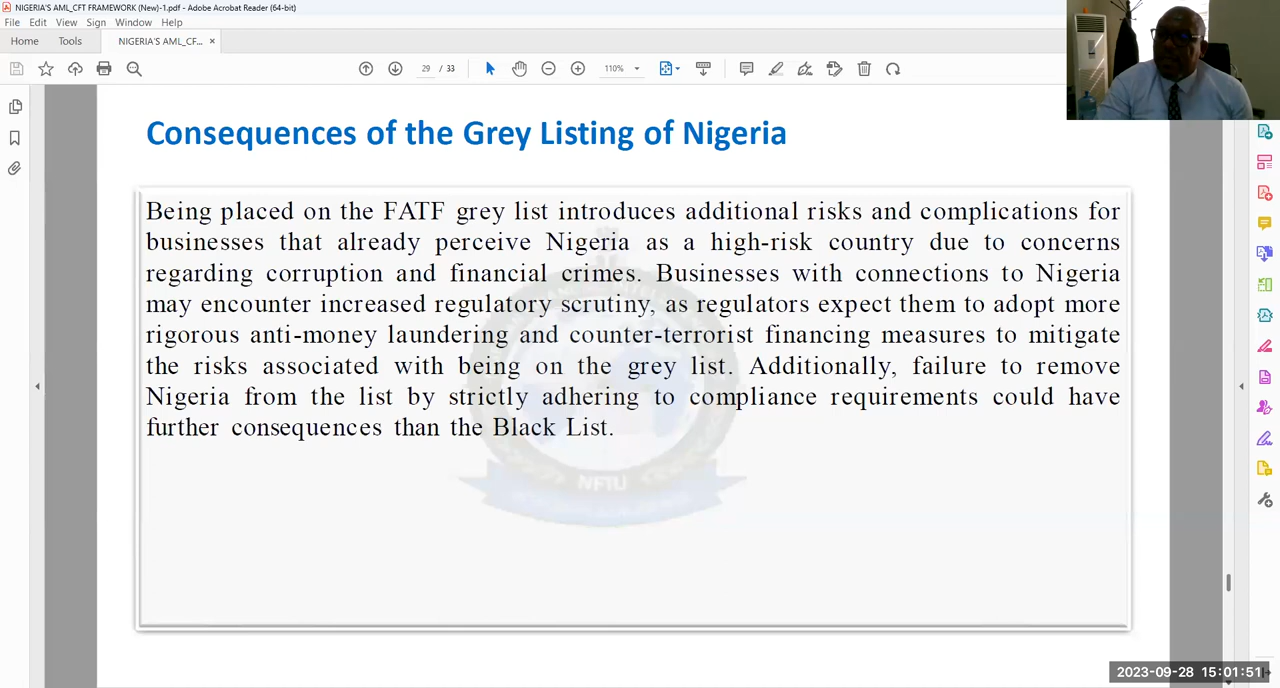 NIGERIA'S AML_CFT FRAMEWORK (New)-1.pdf - Adobe Acrobat Reader (64-bit)
File Edit View Sign Window Help
Home Tools NIGERIA'S AML_CF... ×
29 / 33 110%
Consequences of the Grey Listing of Nigeria
Being placed on the FATF grey list introduces additional risks and complications for
businesses that already perceive Nigeria as a high-risk country due to concerns
regarding corruption and financial crimes. Businesses with connections to Nigeria
may encounter increased regulatory scrutiny, as regulators expect them to adopt more
rigorous anti-money laundering and counter-terrorist financing measures to mitigate
the risks associated with being on the grey list. Additionally, failure to remove
Nigeria from the list by strictly adhering to compliance requirements could have
further consequences than the Black List.
NFIU
2023-09-28 15:01:51